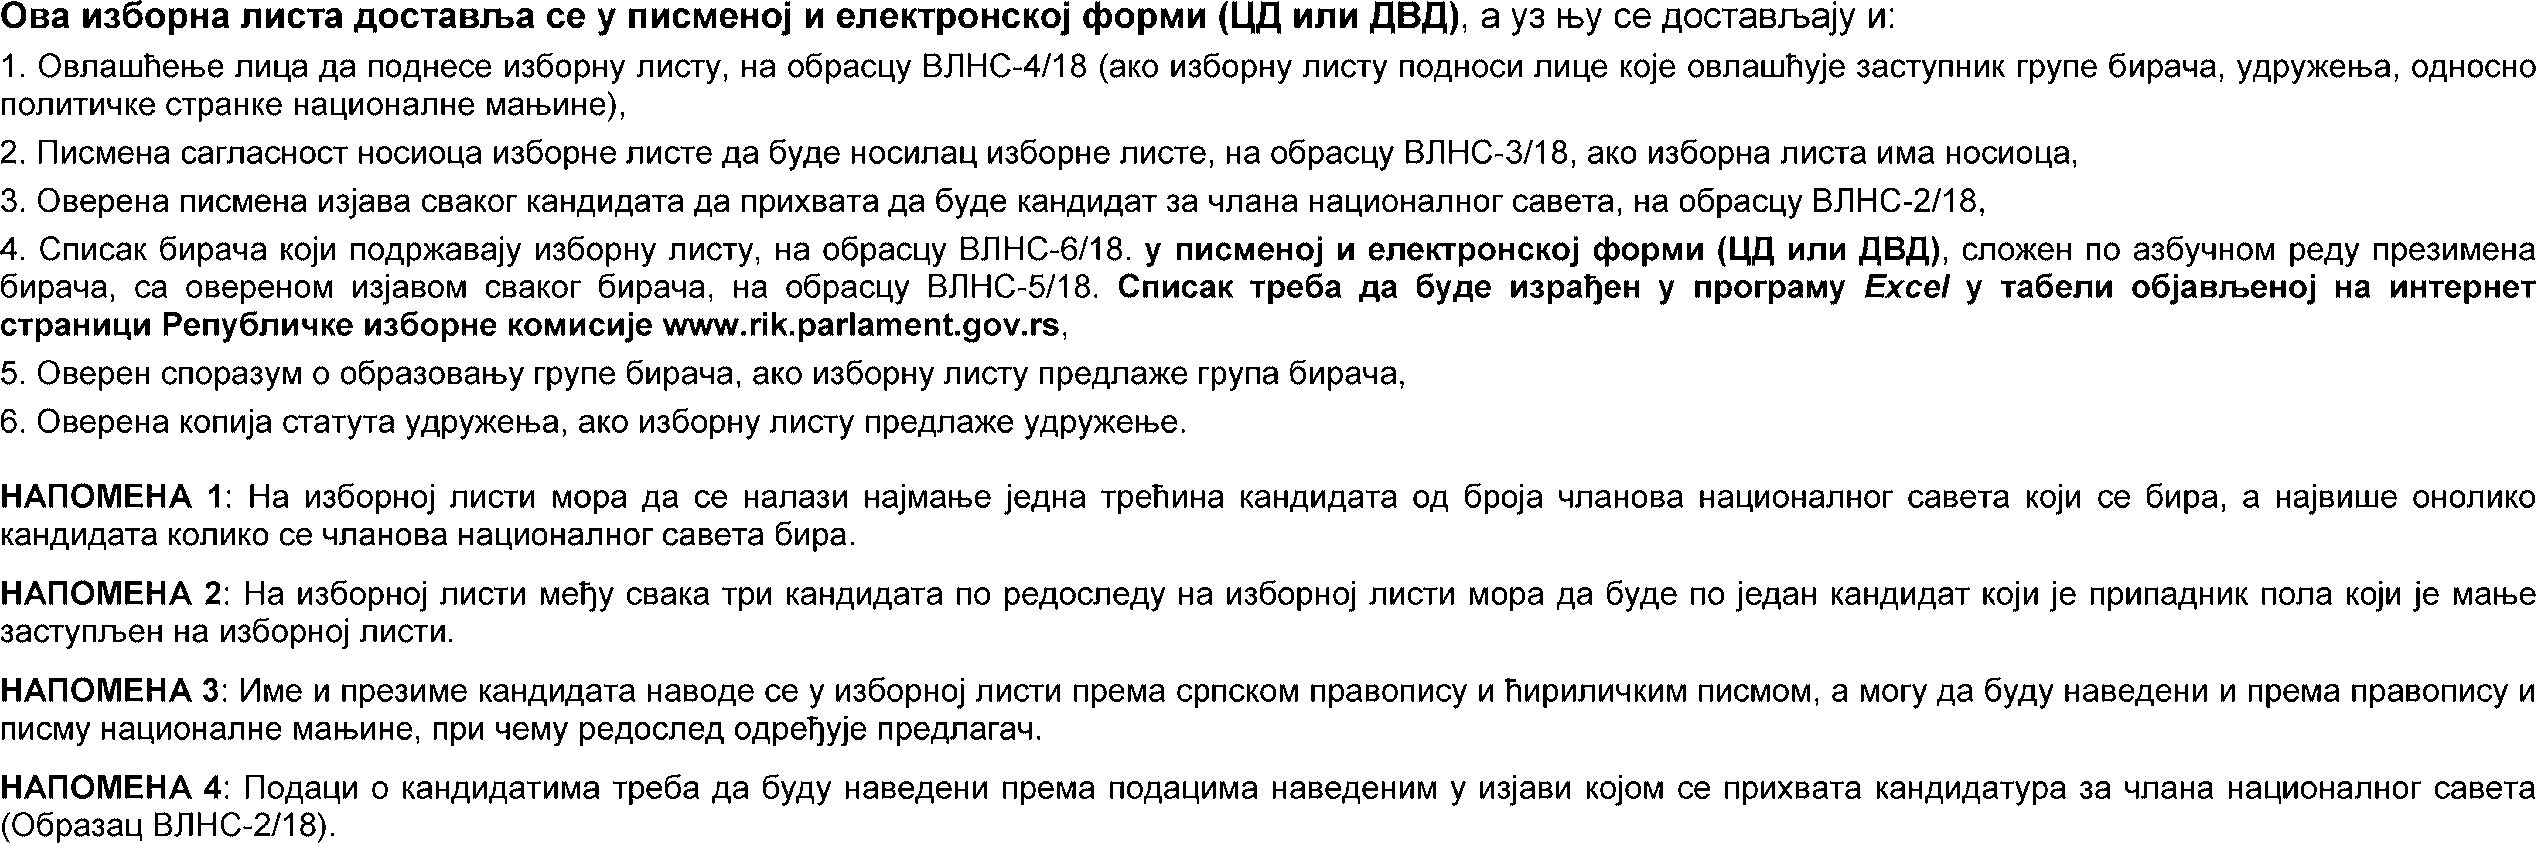 Ова изборна листа доставља се у писменој и електронској форми (ЦД или ДВД), а уз њу се достављају и:
1. Овлашћење лица да поднесе изборну листу, на обрасцу ВЛНС-4/18 (ако изборну листу подноси лице које овлашћује заступник групе бирача, удружења, односно
политичке странке националне мањине),
2. Писмена сагласност носиоца изборне листе да буде носилац изборне листе, на обрасцу ВЛНС-3/18, ако изборна листа има носиоца,
3. Оверена писмена изјава сваког кандидата да прихвата да буде кандидат за члана националног савета, на обрасцу ВЛНС-2/18,
4. Списак бирача који подржавају изборну листу, на обрасцу ВЛНС-6/18. у писменој и електронској форми (ЦД или ДВД), сложен по азбучном реду презимена
бирача, са овереном изјавом сваког бирача, на обрасцу ВЛНС-5/18. Списак треба да буде израђен у програму Excel у табели објављеној на интернет
страници Републичке изборне комисије www.rik.parlament.gov.rs,
5. Оверен споразум о образовању групе бирача, ако изборну листу предлаже група бирача,
6. Оверена копија статута удружења, ако изборну листу предлаже удружење.
НАПОМЕНА 1: На изборној листи мора да се налази најмање једна трећина кандидата од броја чланова националног савета који се бира, а највише онолико
кандидата колико се чланова националног савета бира.
НАПОМЕНА 2: На изборној листи међу свака три кандидата по редоследу на изборној листи мора да буде по један кандидат који је припадник пола који је мање
заступљен на изборној листи.
НАПОМЕНА 3: Име и презиме кандидата наводе се у изборној листи према српском правопису и ћириличким писмом, а могу да буду наведени и према правопису и
писму националне мањине, при чему редослед одређује предлагач.
НАПОМЕНА 4: Подаци о кандидатима треба да буду наведени према подацима наведеним у изјави којом се прихвата кандидатура за члана националног савета
(Образац ВЛНС-2/18).